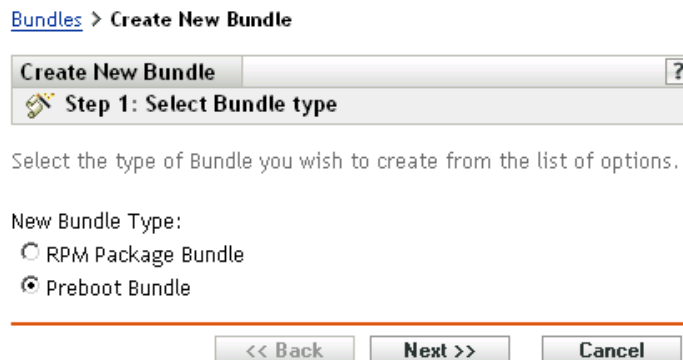 Bundles > Create New Bundle
Create New Bundle ?
Step 1: Select Bundle type
Select the type of Bundle you wish to create from the list of options.
New Bundle Type:
RPM Package Bundle
Preboot Bundle
<< Back Next >> Cancel